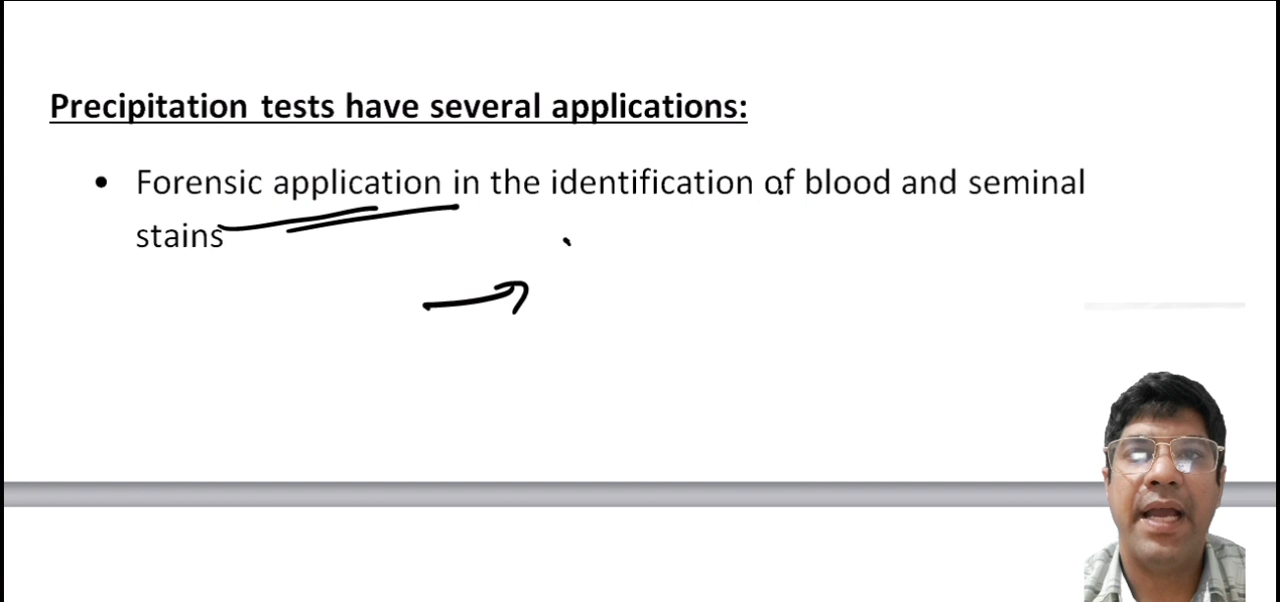 Precipitation tests have several applications:
• Forensic application in the identification of blood and seminal
stains